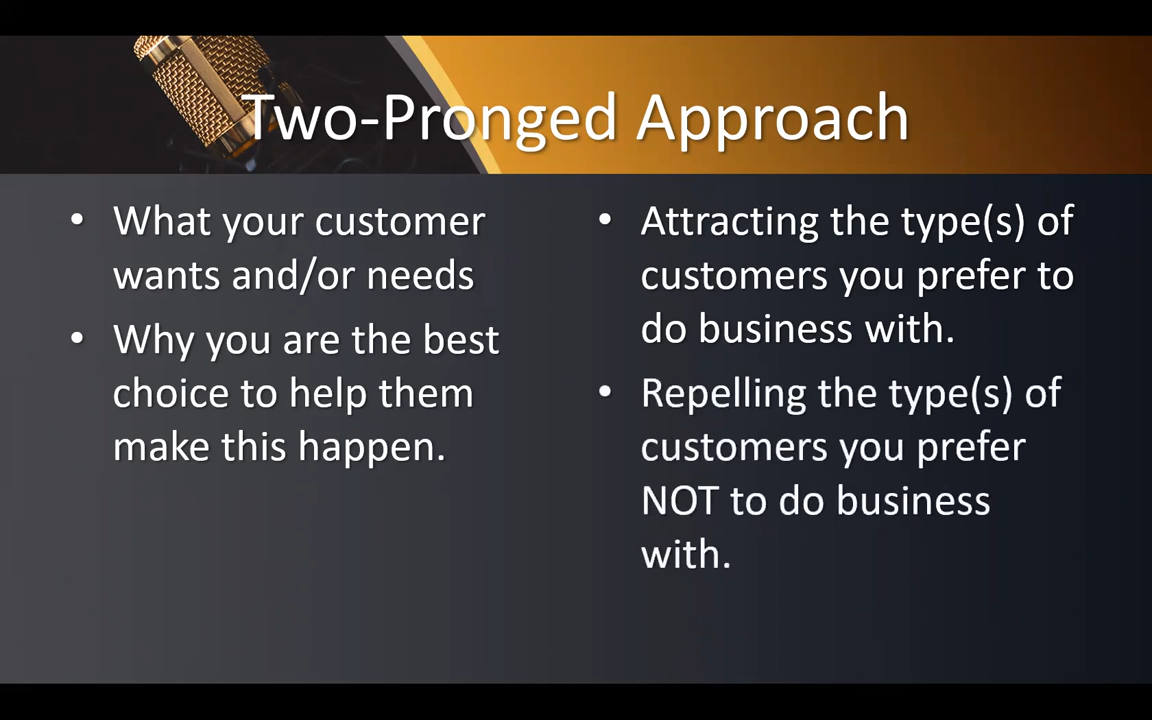 Two-Pronged Approach
• What your customer
wants and/or needs
• Why you are the best
choice to help them
make this happen.
• Attracting the type(s) of
customers you prefer to
do business with.
• Repelling the type(s) of
customers you prefer
NOT to do business
with.